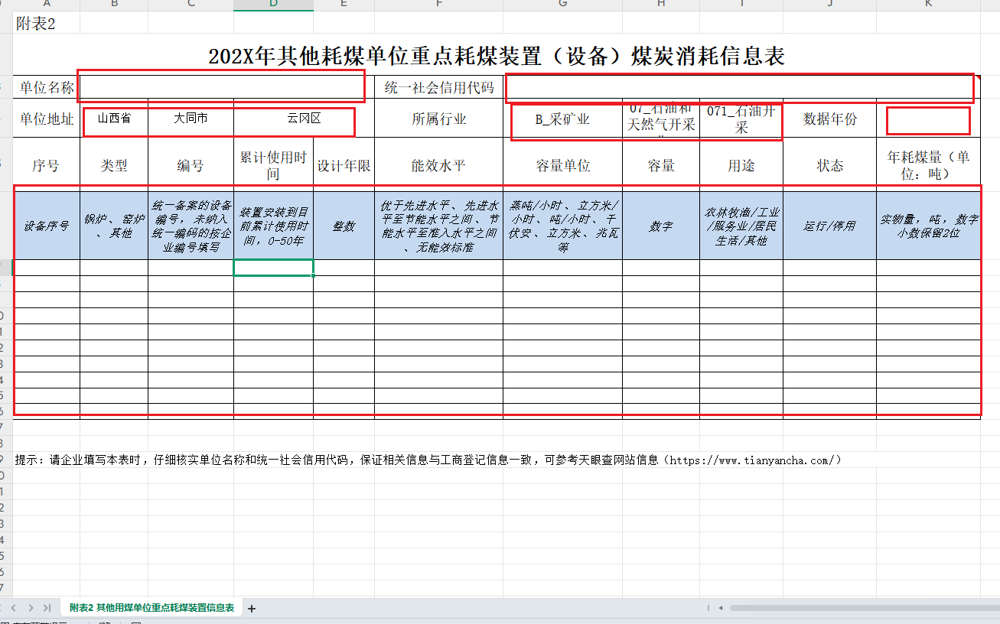 A B C D E F G H I J K
附表2
202X年其他耗煤单位重点耗煤装置（设备）煤炭消耗信息表
单位名称 统一社会信用代码
单位地址 山西省 大同市 云冈区 所属行业 B_采矿业 07_石油和 071_石油开 数据年份
天然气开采 采
序号 类型 编号 累计使用时 设计年限 能效水平 容量单位 容量 用途 状态 年耗煤量（单
间 位：吨）
设备序号
锅炉、窑炉
、其他
统一备案的设备
编号，未纳入
统一编码的按企
业编号填写
装置安装到目
前累计使用时
间，0-50年
整数
优于先进水平、先进水
平至节能水平之间、节
能水平至准入水平之间
、无能效标准
蒸吨/小时、立方米/
小时、吨/小时、千
伏安、立方米、兆瓦
等
数字
农林牧渔/工业
/服务业/居民
生活/其他
运行/停用
实物量，吨，数字
小数保留2位
提示：请企业填写本表时，仔细核实单位名称和统一社会信用代码，保证相关信息与工商登记信息一致，可参考天眼查网站信息（https://www.tianyancha.com/）
附表2 其他用煤单位重点耗煤装置信息表